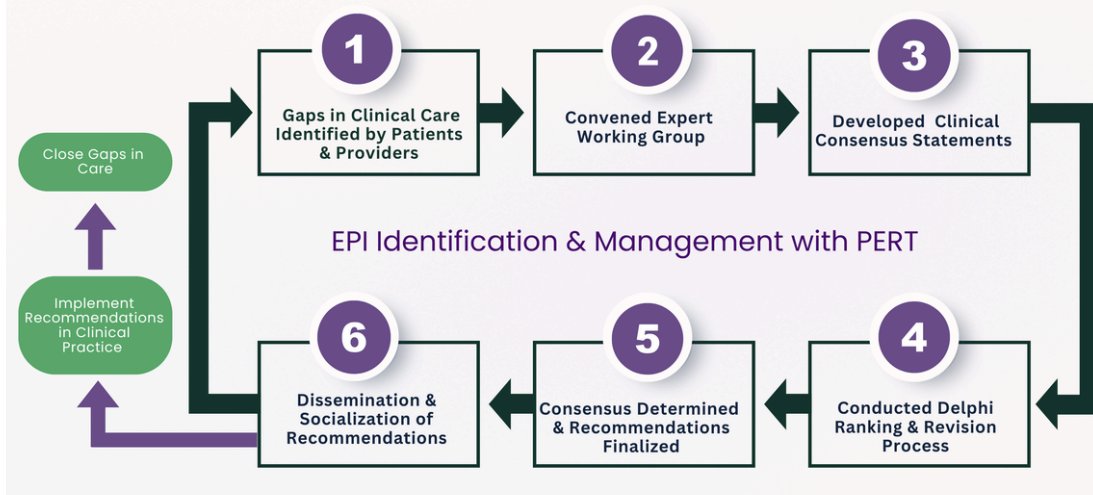 1
Gaps in Clinical Care
Identified by Patients
& Providers
2
Convened Expert
Working Group
3
Developed Clinical
Consensus Statements
Close Gaps in
Care
EPI Identification & Management with PERT
Implement
Recommendations
in Clinical
Practice
6
Dissemination &
Socialization of
Recommendations
5
Consensus Determined
& Recommendations
Finalized
4
Conducted Delphi
Ranking & Revision
Process